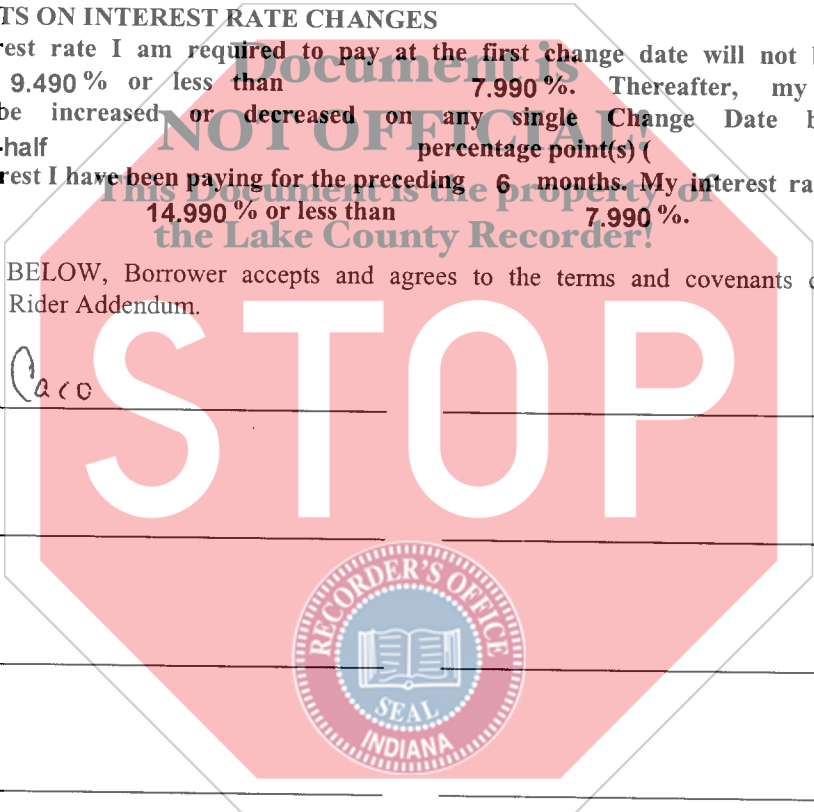 TS ON INTEREST RATE CHANGES
rest rate I am required to pay at the first change date will not
9.490 % or less than 7.990 %. Thereafter, my
be increased or decreased on any single Change Date b
-half percentage point(s) (
rest I have been paying for the preceding 6 months. My interest ra
14.990 % or less than 7.990 %.
BELOW, Borrower accepts and agrees to the terms and covenants
Rider Addendum.
Document is
NOT OFFICIAL!
This Document is the property of
the Lake County Recorder!
STOP
RECORDER'S OFFICE
SEAL
INDIANA